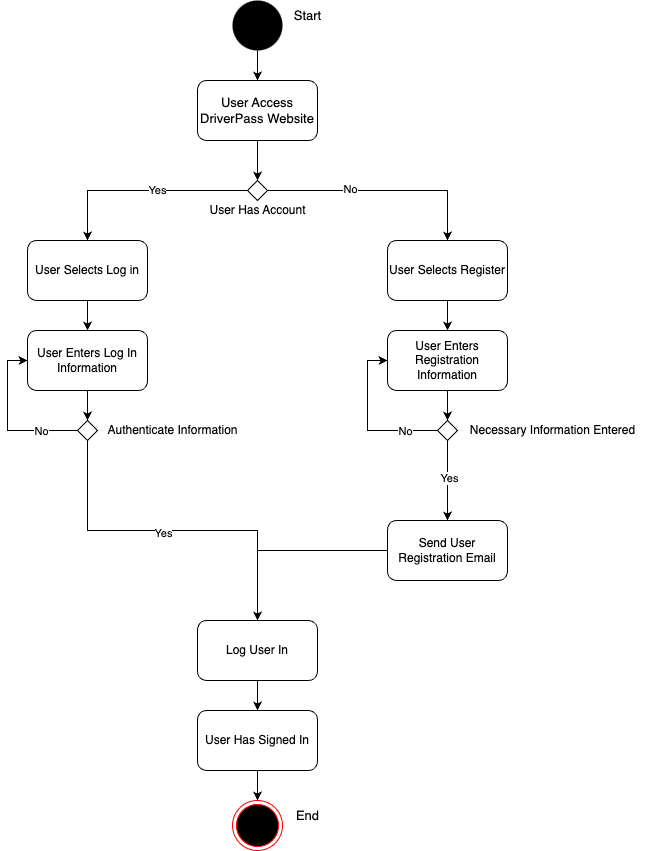 Start
User Access
DriverPass Website
Yes
No
User Has Account
User Selects Log in
User Selects Register
User Enters Log In
Information
User Enters
Registration
Information
No
Authenticate Information
No
Necessary Information Entered
Yes
Yes
Send User
Registration Email
Log User In
User Has Signed In
End